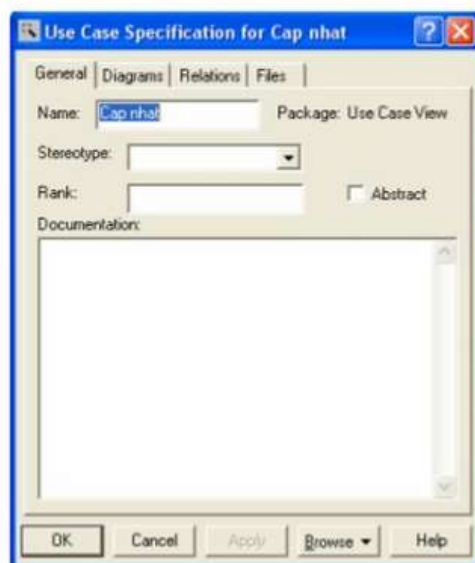 Use Case Specification for Cap nhat
General Diagrams Relations Files
Name: Cap nhat Package: Use Case View
Stereotype:
Rank: Abstract
Documentation:
OK Cancel Apply Browse Help